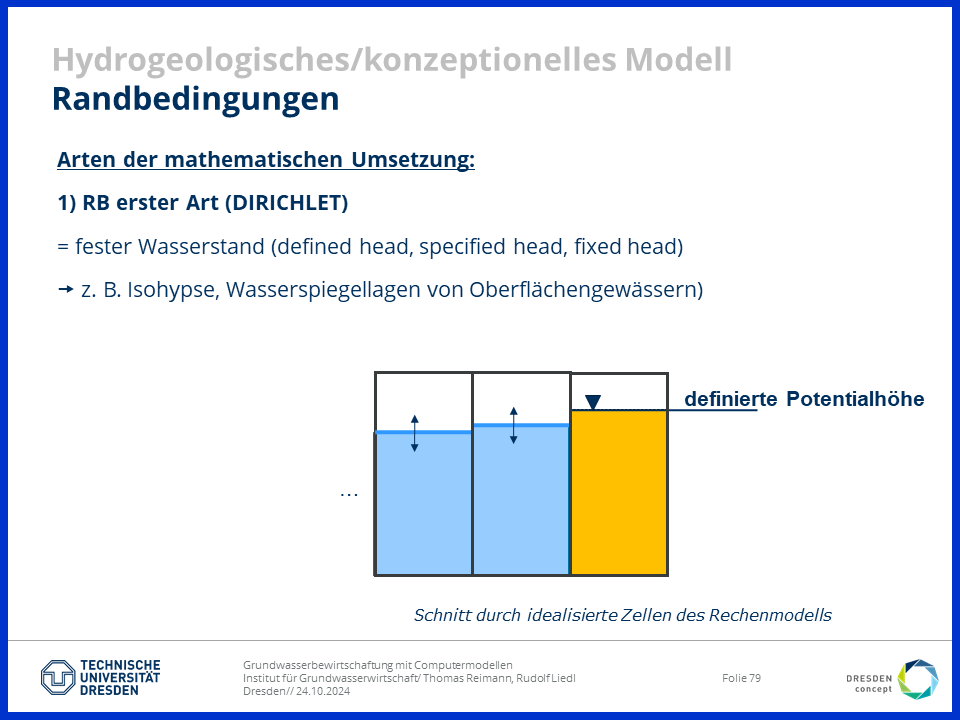 Hydrogeologisches/konzeptionelles Modell
Randbedingungen
Arten der mathematischen Umsetzung:
1) RB erster Art (DIRICHLET)
= fester Wasserstand (defined head, specified head, fixed head)
➞ z. B. Isohypse, Wasserspiegellagen von Oberflächengewässern)
definierte Potentialhöhe
...
Schnitt durch idealisierte Zellen des Rechenmodells
TECHNISCHE
UNIVERSITÄT
DRESDEN
Grundwasserbewirtschaftung mit Computermodellen
Institut für Grundwasserwirtschaft/ Thomas Reimann, Rudolf Liedl
Dresden// 24.10.2024
Folie 79
DRESDEN
concept